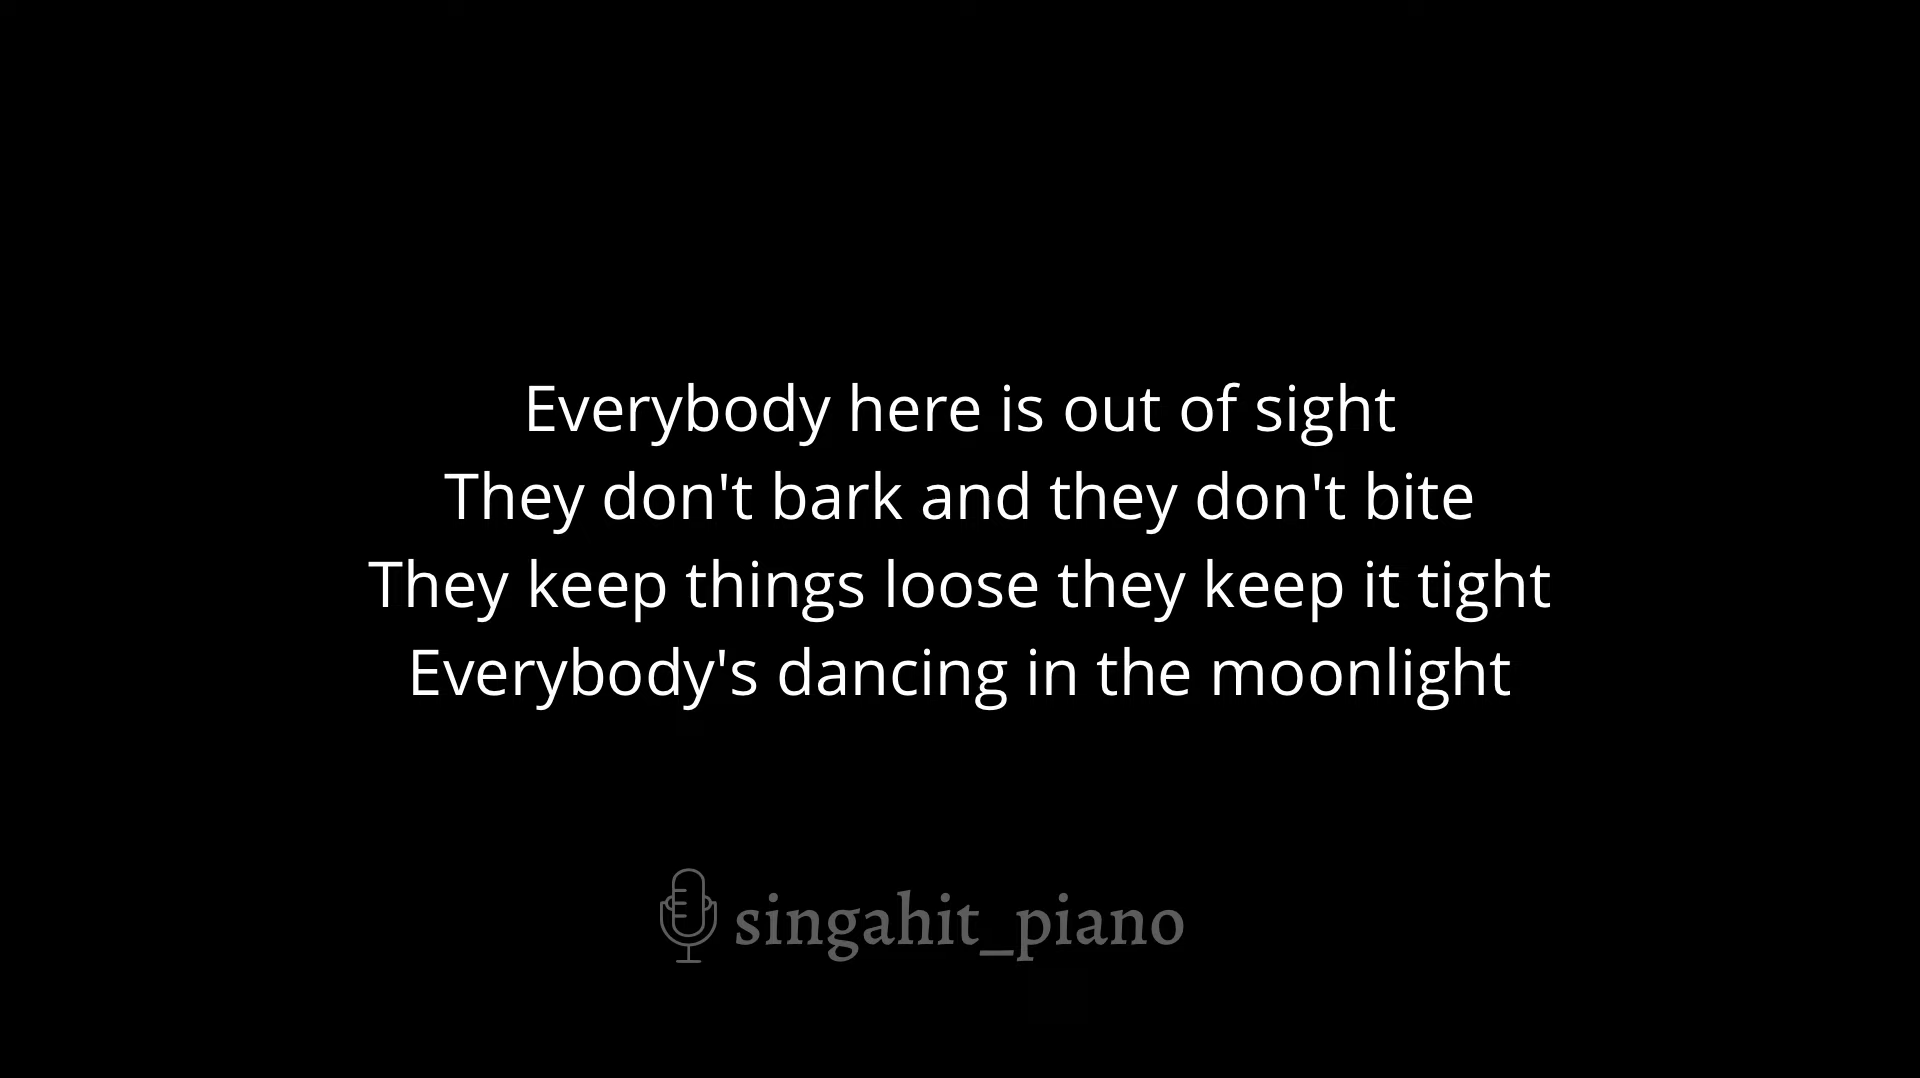 Everybody here is out of sight
They don't bark and they don't bite
They keep things loose they keep it tight
Everybody's dancing in the moonlight
singahit_piano